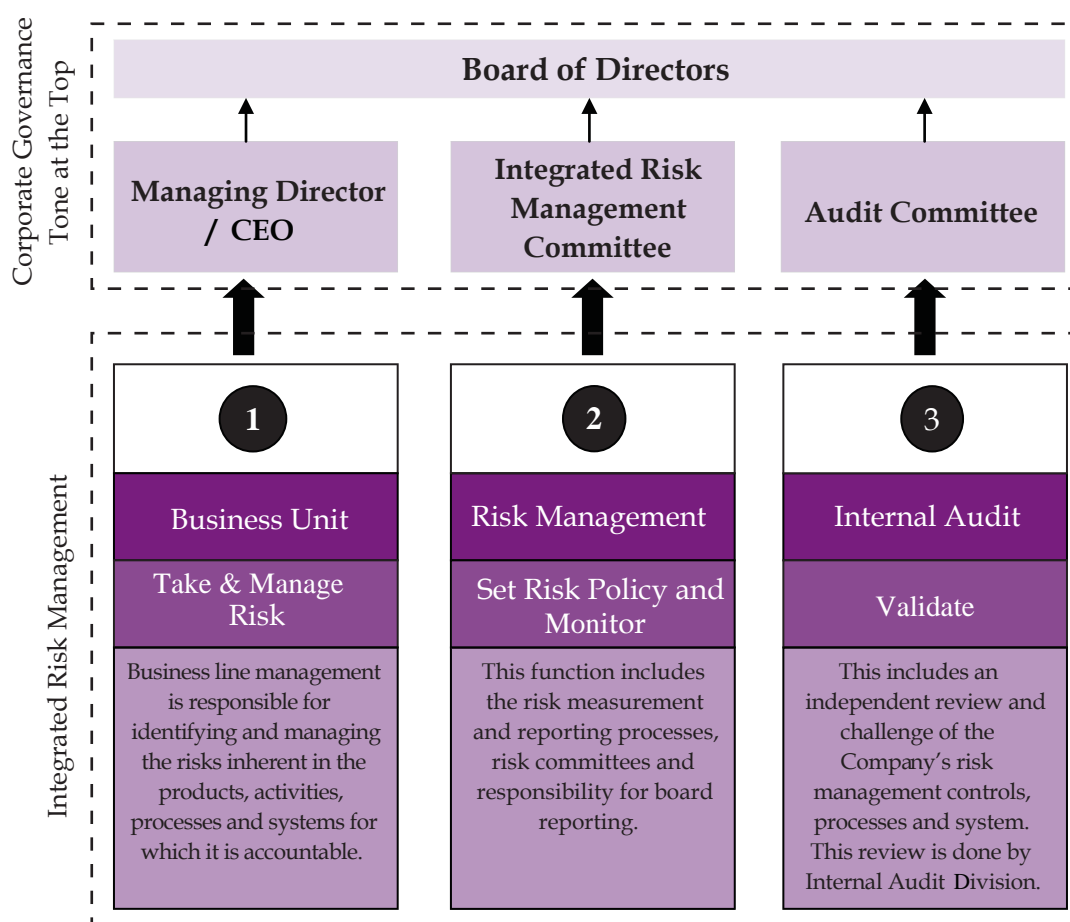 Corporate Governance
Tone at the Top
Board of Directors
Managing Director
/ CEO
Integrated Risk
Management
Committee
Audit Committee
Integrated Risk Management
1
Business Unit
Take & Manage
Risk
Business line management
is responsible for
identifying and managing
the risks inherent in the
products, activities,
processes and systems for
which it is accountable.
2
Risk Management
Set Risk Policy and
Monitor
This function includes
the risk measurement
and reporting processes,
risk committees and
responsibility for board
reporting.
3
Internal Audit
Validate
This includes an
independent review and
challenge of the
Company's risk
management controls,
processes and system.
This review is done by
Internal Audit Division.